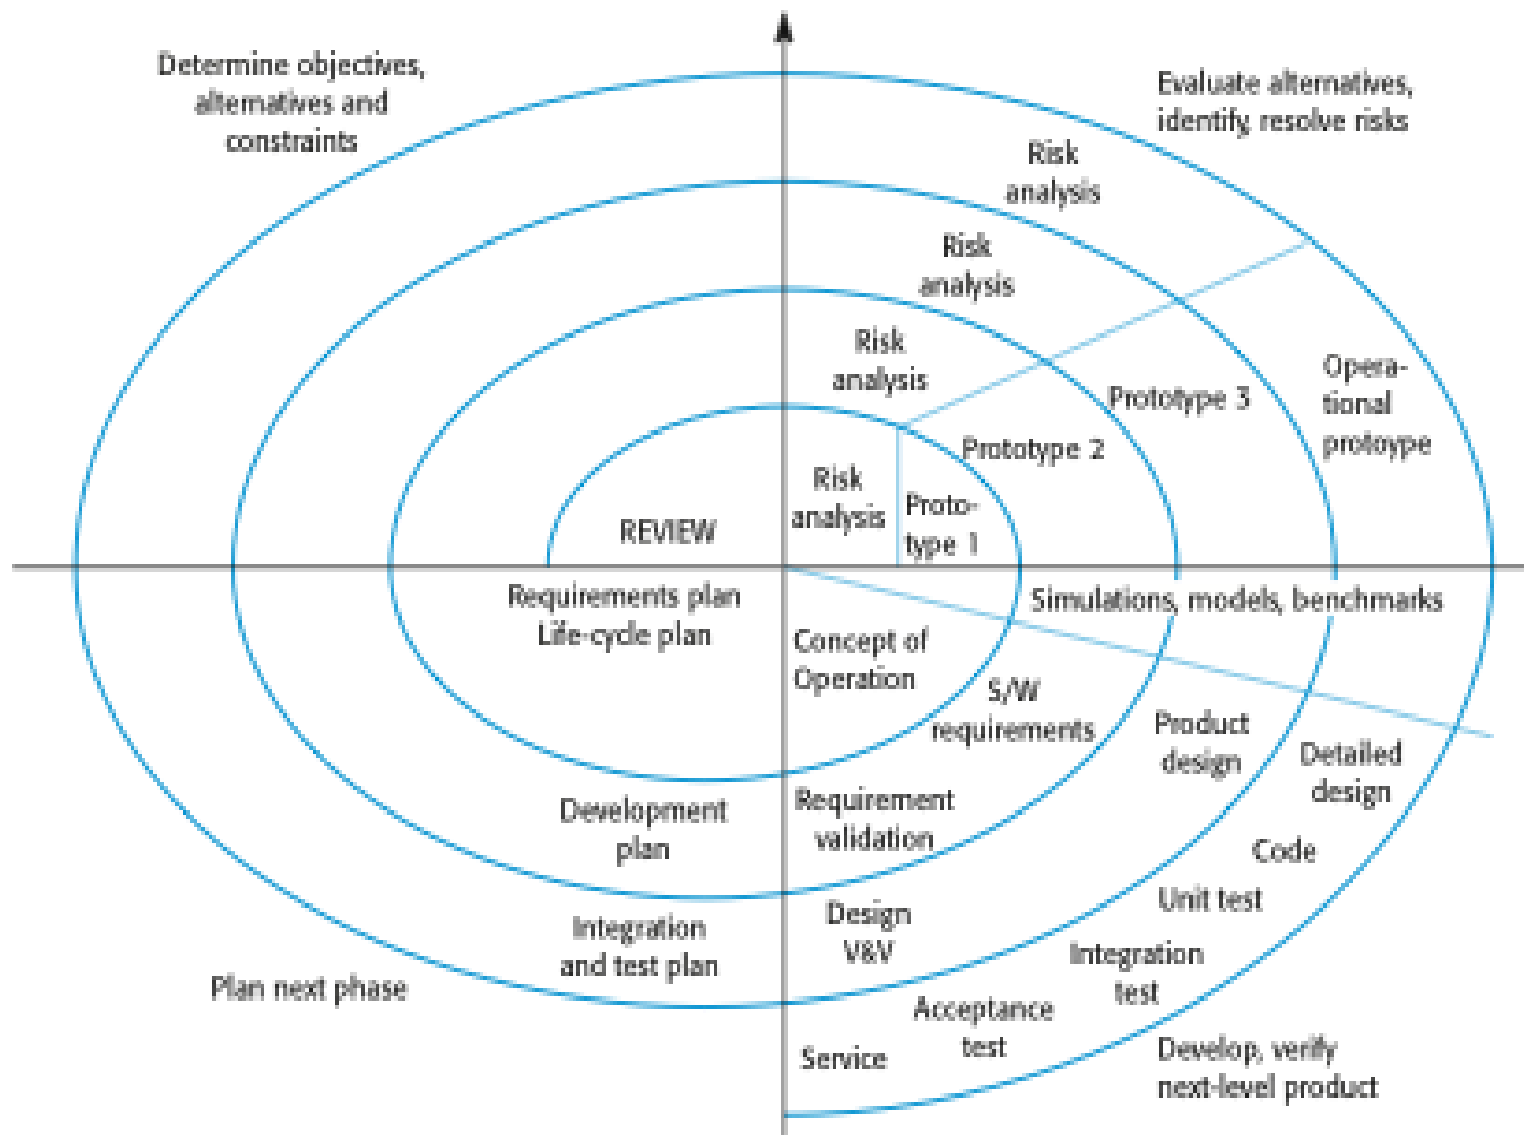 Determine objectives,
alternatives and
constraints
Evaluate alternatives,
identify, resolve risks
Risk
analysis
Risk
analysis
Risk
analysis
Risk
analysis
Opera-
tional
protoype
Prototype 3
Prototype 2
Proto-
type 1
REVIEW
Requirements plan
Life-cycle plan
Simulations, models, benchmarks
Concept of
Operation
S/W
requirements
Product
design
Detailed
design
Development
plan
Requirement
validation
Code
Unit test
Integration
and test plan
Design
V&V
Integration
test
Plan next phase
Acceptance
test
Service
Develop, verify
next-level product